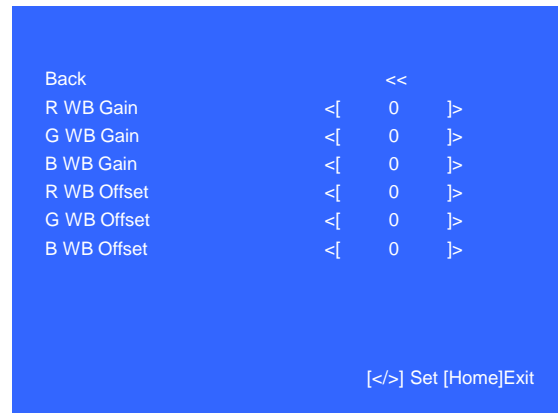 Back <<
R WB Gain <[ 0 ]>
G WB Gain <[ 0 ]>
B WB Gain <[ 0 ]>
R WB Offset <[ 0 ]>
G WB Offset <[ 0 ]>
B WB Offset <[ 0 ]>
[</>] Set [Home]Exit